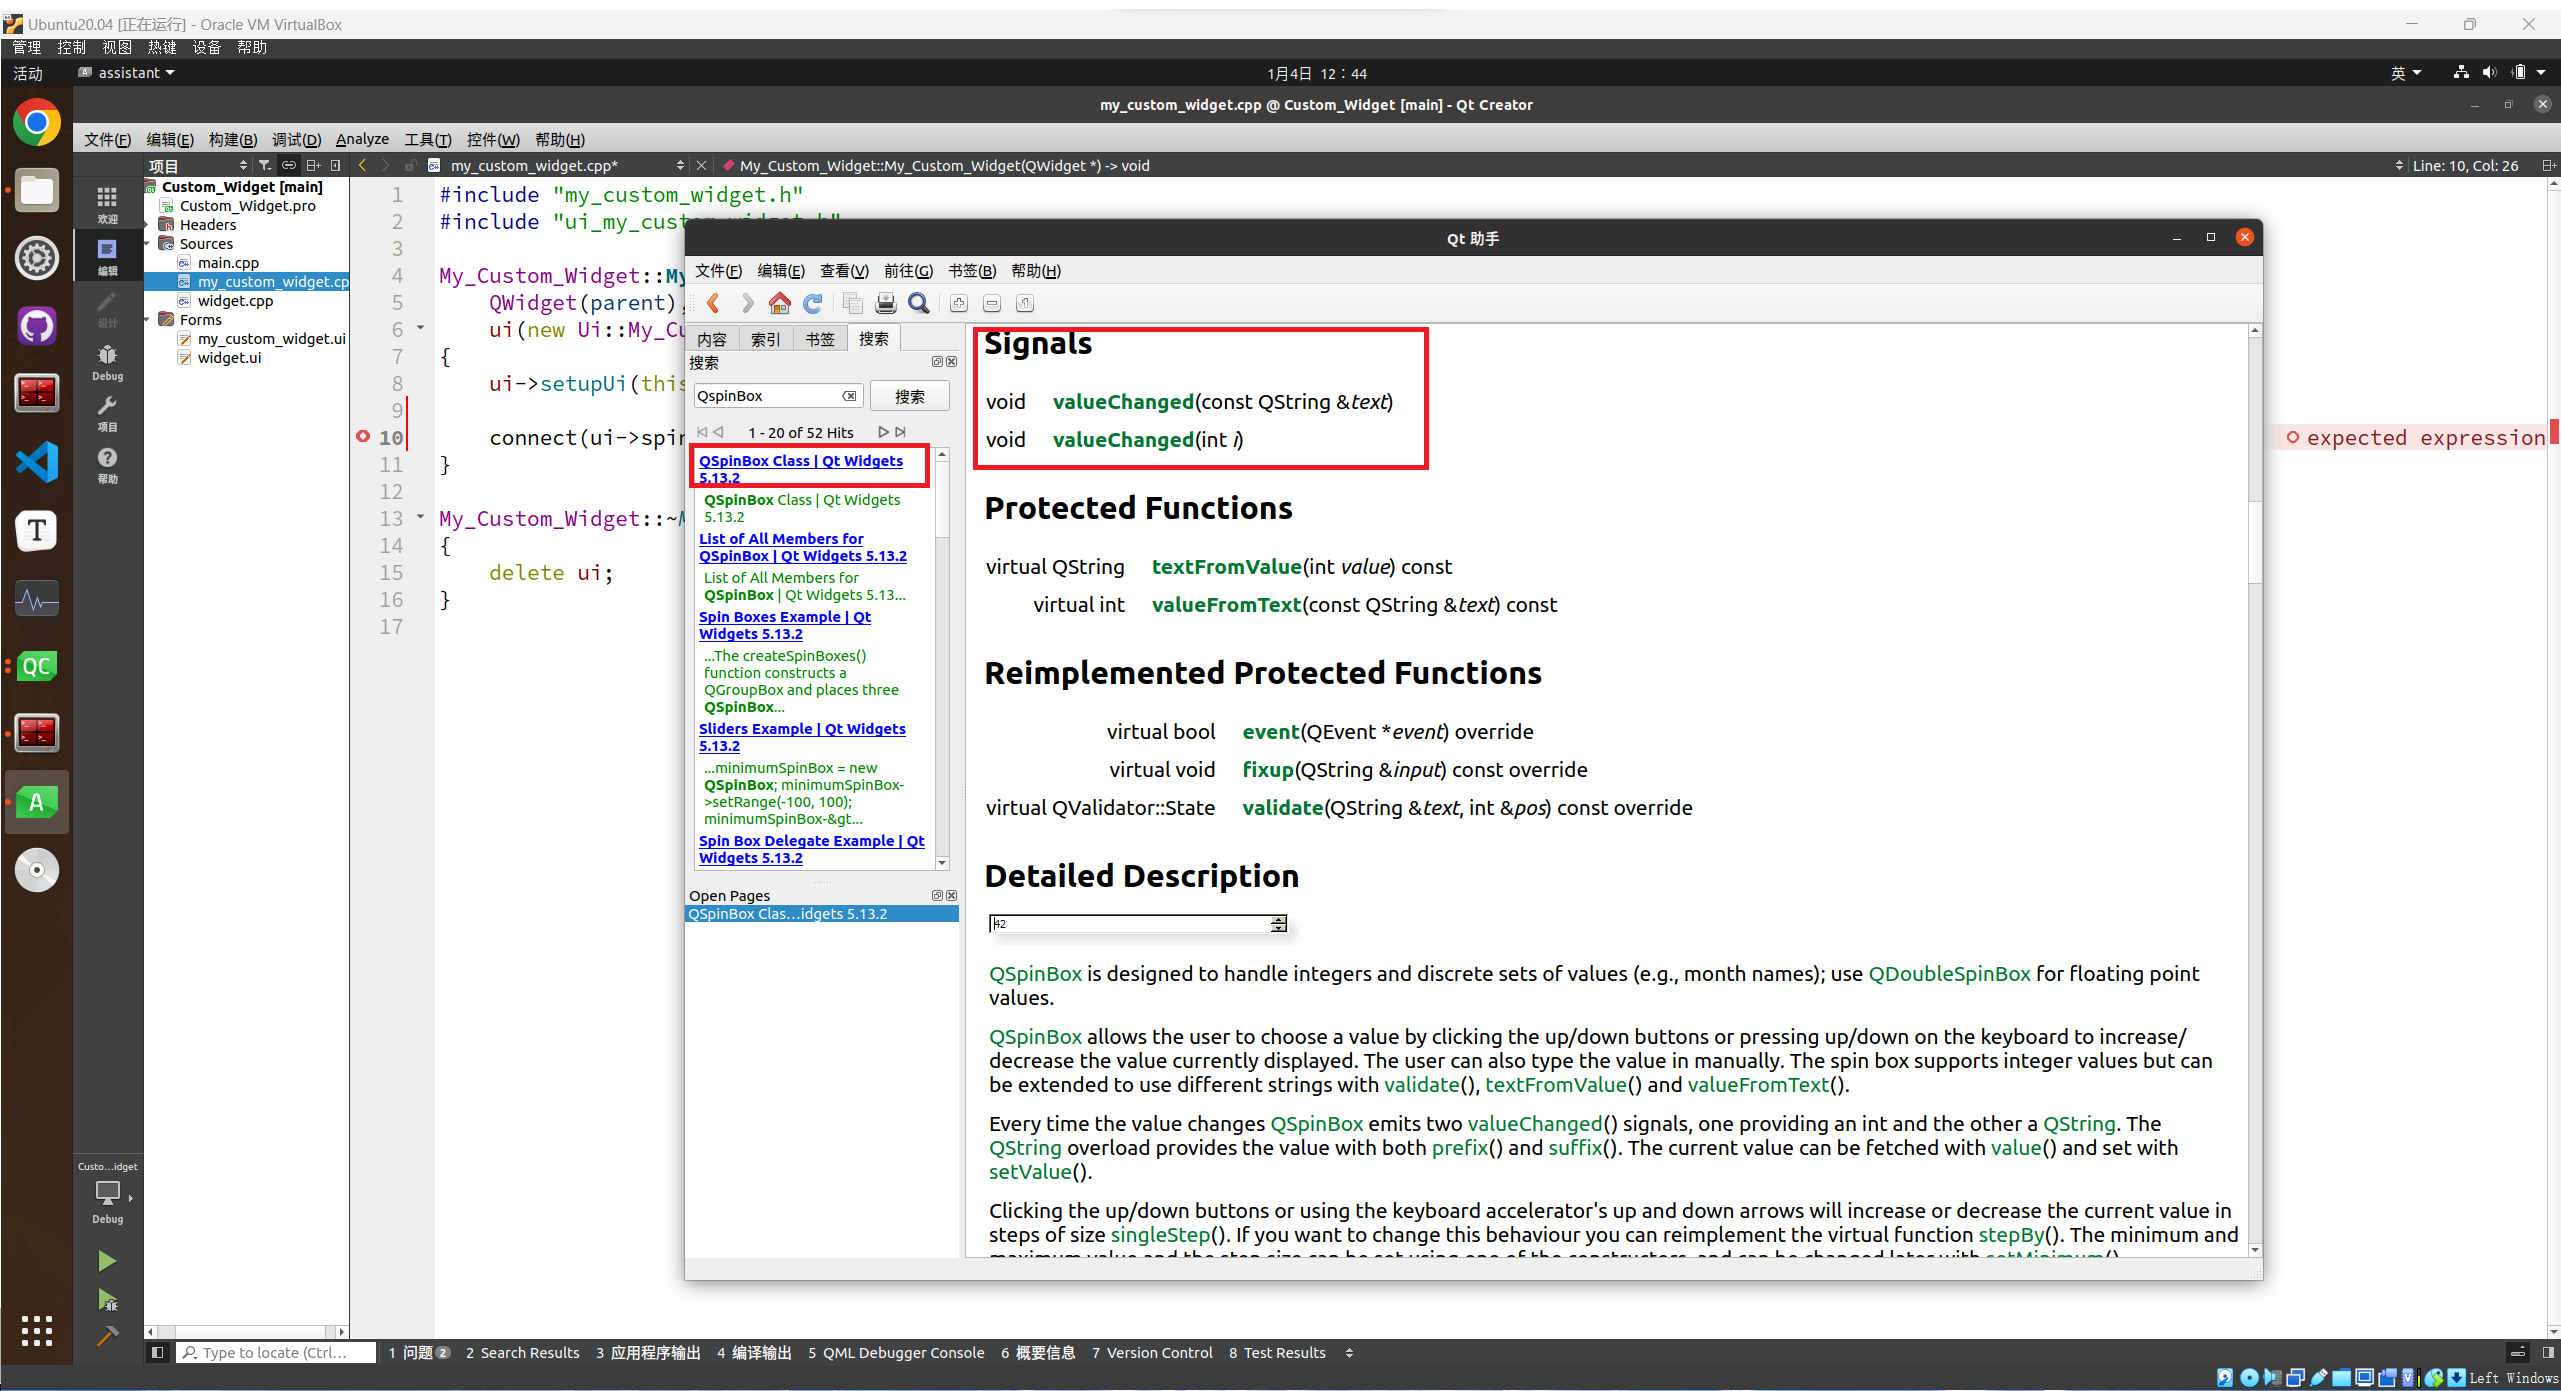 Ubuntu20.04 [正在运行] - Oracle VM VirtualBox
管理 控制 视图 热键 设备 帮助
活动 assistant 1月4日 12：44 英
my_custom_widget.cpp @ Custom_Widget [main] - Qt Creator
文件(F) 编辑(E) 构建(B) 调试(D) Analyze 工具(T) 控件(W) 帮助(H)
项目 my_custom_widget.cpp* My_Custom_Widget::My_Custom_Widget(QWidget *) -> void Line: 10, Col: 26
欢迎
编辑
设计
Debug
项目
帮助
Custom_Widget [main]
Custom_Widget.pro
Headers
Sources
main.cpp
my_custom_widget.cp
widget.cpp
Forms
my_custom_widget.ui
widget.ui
1 #include "my_custom_widget.h"
2 #include "ui_my_custom_widget.h"
3
4 My_Custom_Widget::My
5 QWidget(parent),
6 ui(new Ui::My_Cu
7 {
8 ui->setupUi(this
9
10 connect(ui->spin
11 }
12
13 My_Custom_Widget::~M
14 {
15 delete ui;
16 }
17
expected expression
Qt 助手
文件(F) 编辑(E) 查看(V) 前往(G) 书签(B) 帮助(H)
内容 索引 书签 搜索
搜索
QspinBox 搜索
1 - 20 of 52 Hits
QSpinBox Class | Qt Widgets
5.13.2
QSpinBox Class | Qt Widgets
5.13.2
List of All Members for
QSpinBox | Qt Widgets 5.13.2
List of All Members for
QSpinBox | Qt Widgets 5.13...
Spin Boxes Example | Qt
Widgets 5.13.2
...The createSpinBoxes()
function constructs a
QGroupBox and places three
QSpinBox...
Sliders Example | Qt Widgets
5.13.2
...minimumSpinBox = new
QSpinBox; minimumSpinBox-
>setRange(-100, 100);
minimumSpinBox-&gt...
Spin Box Delegate Example | Qt
Widgets 5.13.2
Open Pages
QSpinBox Clas...idgets 5.13.2
Signals
void valueChanged(const QString &text)
void valueChanged(int i)
Protected Functions
virtual QString textFromValue(int value) const
virtual int valueFromText(const QString &text) const
Reimplemented Protected Functions
virtual bool event(QEvent *event) override
virtual void fixup(QString &input) const override
virtual QValidator::State validate(QString &text, int &pos) const override
Detailed Description
42
QSpinBox is designed to handle integers and discrete sets of values (e.g., month names); use QDoubleSpinBox for floating point
values.
QSpinBox allows the user to choose a value by clicking the up/down buttons or pressing up/down on the keyboard to increase/
decrease the value currently displayed. The user can also type the value in manually. The spin box supports integer values but can
be extended to use different strings with validate(), textFromValue() and valueFromText().
Every time the value changes QSpinBox emits two valueChanged() signals, one providing an int and the other a QString. The
QString overload provides the value with both prefix() and suffix(). The current value can be fetched with value() and set with
setValue().
Clicking the up/down buttons or using the keyboard accelerator's up and down arrows will increase or decrease the current value in
steps of size singleStep(). If you want to change this behaviour you can reimplement the virtual function stepBy(). The minimum and
maximum value and the step size can be set using one of the constructors, and can be changed later with setMinimum(),
QC
T
A
Custo...idget
Debug
Type to locate (Ctrl... 1 问题 2 2 Search Results 3 应用程序输出 4 编译输出 5 QML Debugger Console 6 概要信息 7 Version Control 8 Test Results
Left Windows